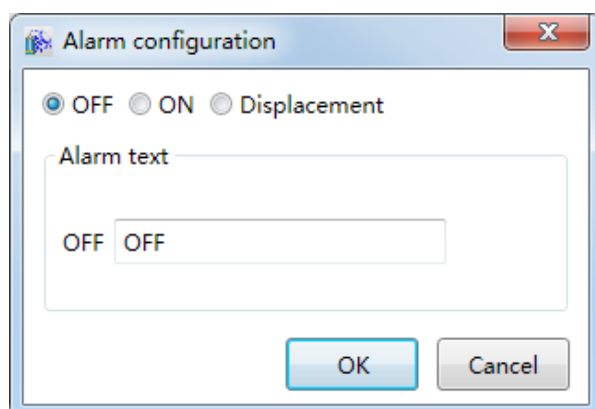 Alarm configuration
OFF ON Displacement
Alarm text
OFF OFF
OK Cancel